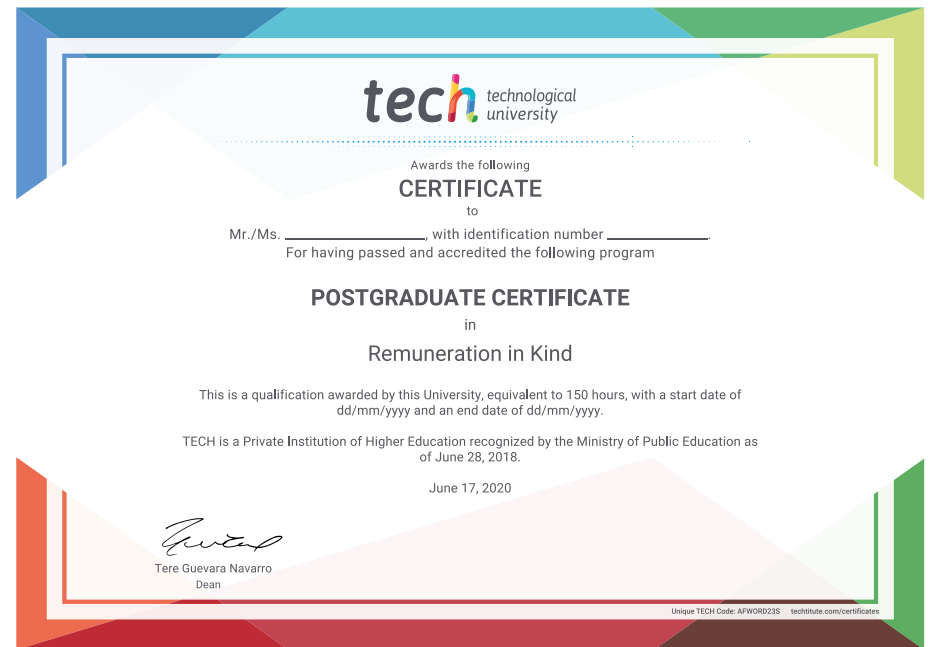 tech technological
university
Awards the following
CERTIFICATE
to
Mr./Ms. ____________________, with identification number ______________.
For having passed and accredited the following program
POSTGRADUATE CERTIFICATE
in
Remuneration in Kind
This is a qualification awarded by this University, equivalent to 150 hours, with a start date of
dd/mm/yyyy and an end date of dd/mm/yyyy.
TECH is a Private Institution of Higher Education recognized by the Ministry of Public Education as
of June 28, 2018.
June 17, 2020
Tere Guevara Navarro
Dean
Unique TECH Code: AFWORD23S techtitute.com/certificates